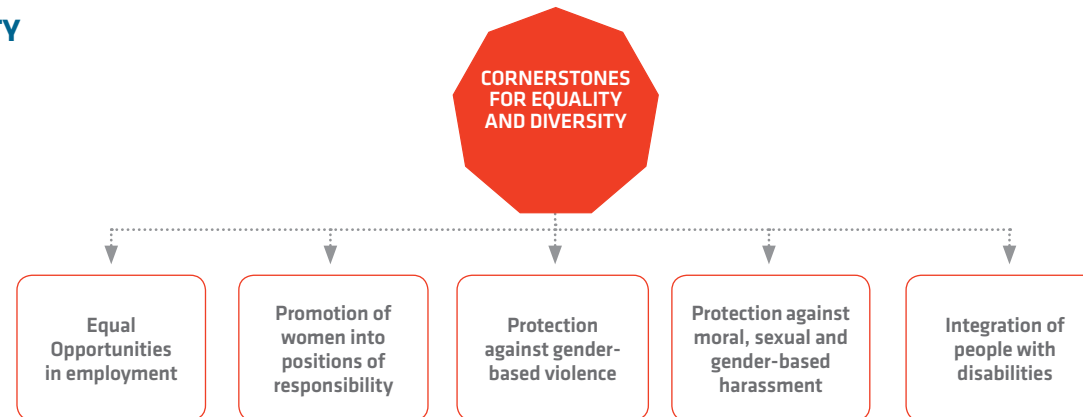 TY
CORNERSTONES
FOR EQUALITY
AND DIVERSITY
Equal
Opportunities
in employment
Promotion of
women into
positions of
responsibility
Protection
against gender-
based violence
Protection against
moral, sexual and
gender-based
harassment
Integration of
people with
disabilities